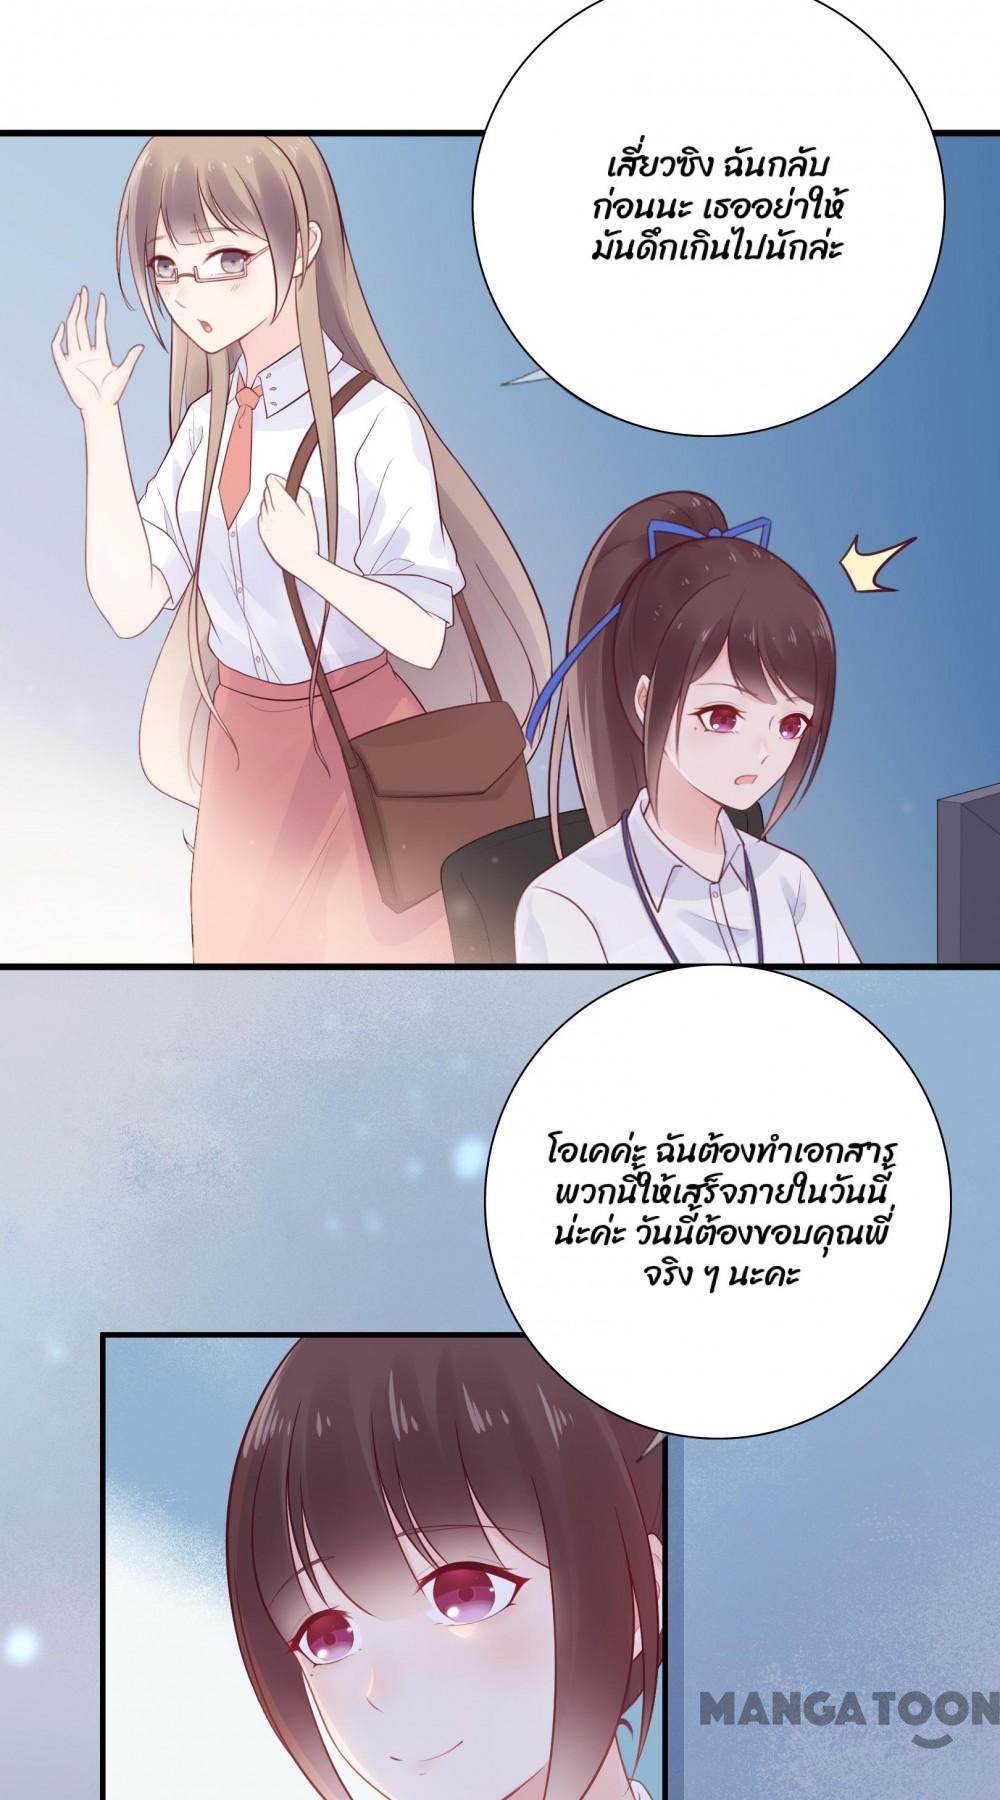 เสี่ยวซิง ฉันกลับ
ก่อนนะ เธออย่าให้
มันดึกเกินไปนักล่ะ
โอเคค่ะ ฉันต้องทำเอกสาร
พวกนี้ให้เสร็จภายในวันนี้
น่ะค่ะ วันนี้ต้องขอบคุณพี่
จริง ๆ นะคะ
MANGATOON